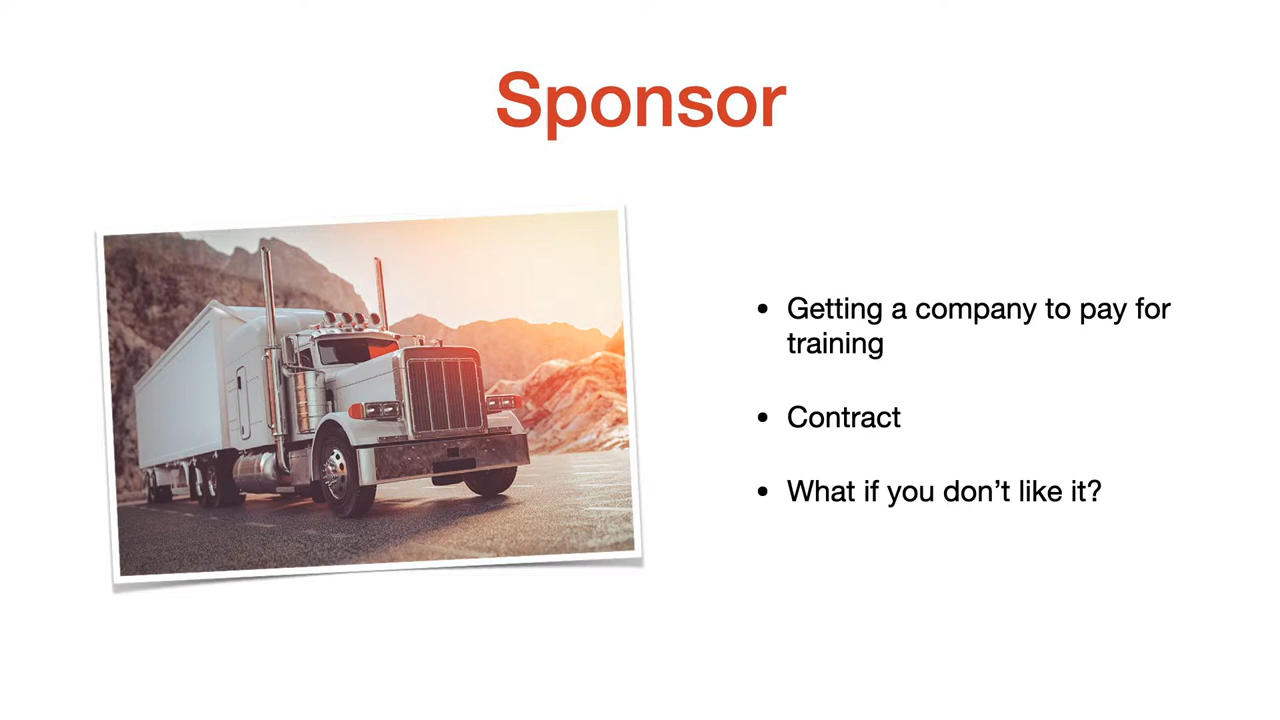 Sponsor
• Getting a company to pay for
training
• Contract
• What if you don’t like it?